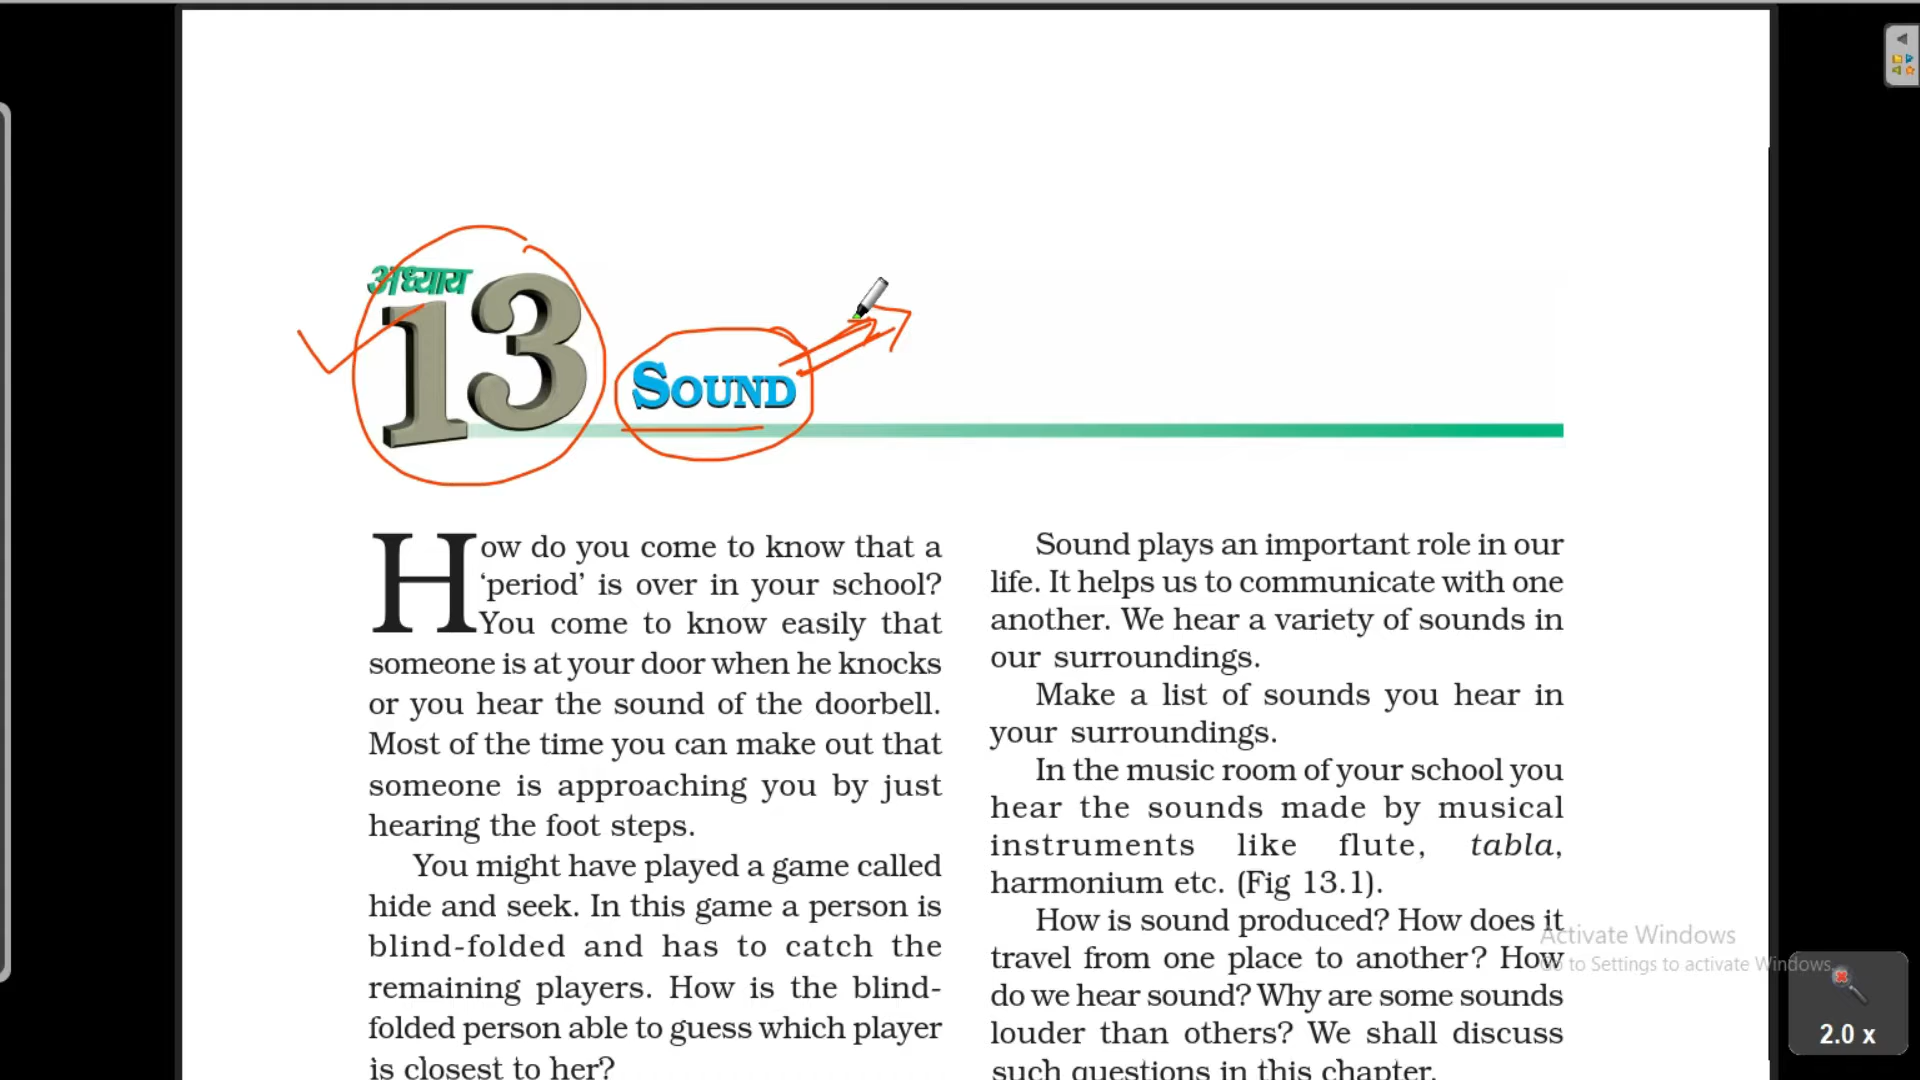 अध्याय
13
SOUND
How do you come to know that a
‘period’ is over in your school?
You come to know easily that
someone is at your door when he knocks
or you hear the sound of the doorbell.
Most of the time you can make out that
someone is approaching you by just
hearing the foot steps.
You might have played a game called
hide and seek. In this game a person is
blind-folded and has to catch the
remaining players. How is the blind-
folded person able to guess which player
is closest to her?
Sound plays an important role in our
life. It helps us to communicate with one
another. We hear a variety of sounds in
our surroundings.
Make a list of sounds you hear in
your surroundings.
In the music room of your school you
hear the sounds made by musical
instruments like flute, tabla,
harmonium etc. (Fig 13.1).
How is sound produced? How does it
travel from one place to another? How
do we hear sound? Why are some sounds
louder than others? We shall discuss
such questions in this chapter.
Activate Windows
Go to Settings to activate Windows.
2.0 x